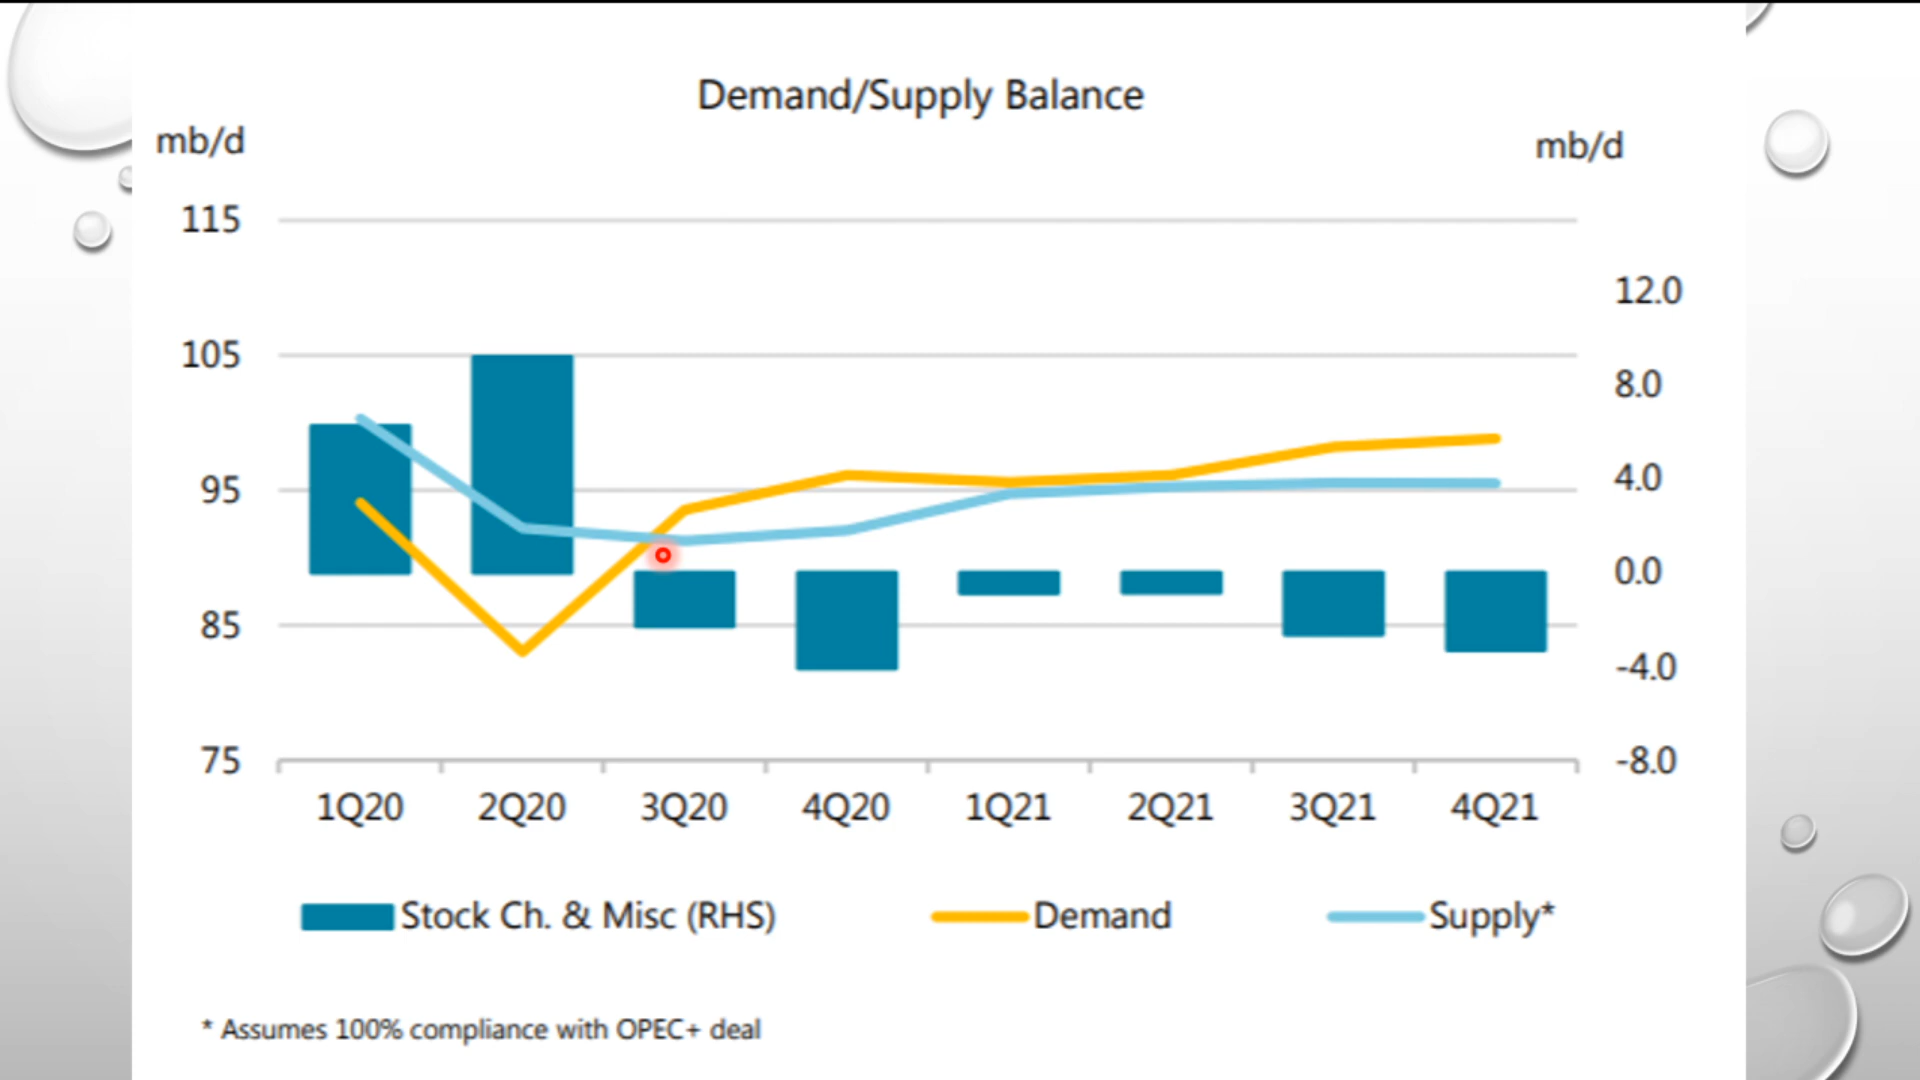 Demand/Supply Balance
mb/d
mb/d
115
105
95
85
75
12.0
8.0
4.0
0.0
-4.0
-8.0
1Q20 2Q20 3Q20 4Q20 1Q21 2Q21 3Q21 4Q21
Stock Ch. & Misc (RHS) Demand Supply*
* Assumes 100% compliance with OPEC+ deal